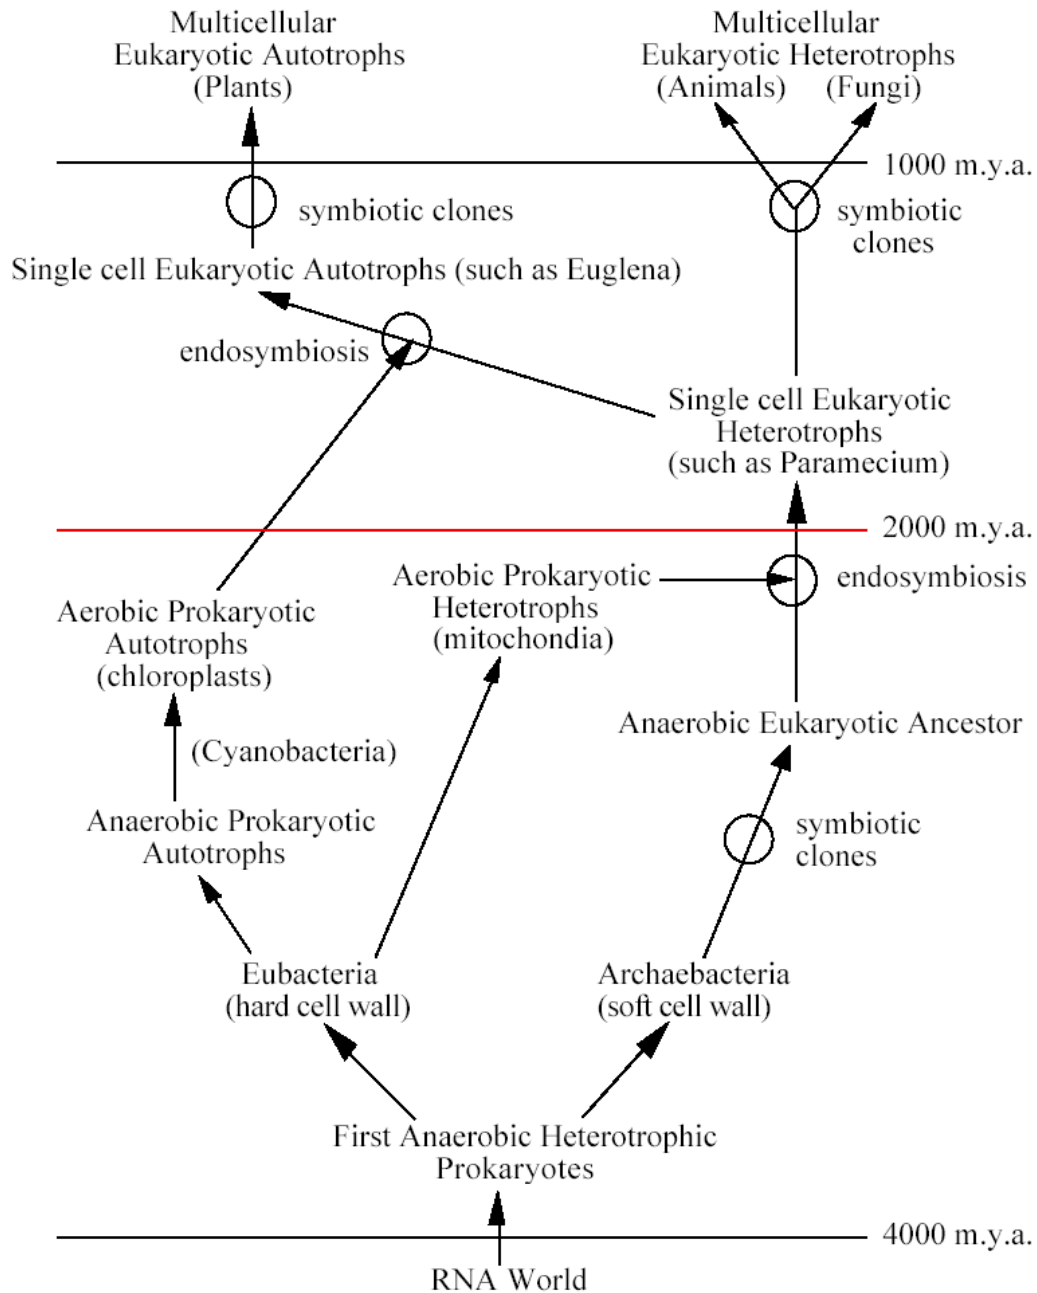 Multicellular
Eukaryotic Autotrophs
(Plants)
Multicellular
Eukaryotic Heterotrophs
(Animals) (Fungi)
1000 m.y.a.
symbiotic clones
symbiotic
clones
Single cell Eukaryotic Autotrophs (such as Euglena)
endosymbiosis
Single cell Eukaryotic
Heterotrophs
(such as Paramecium)
2000 m.y.a.
Aerobic Prokaryotic
Autotrophs
(chloroplasts)
Aerobic Prokaryotic
Heterotrophs
(mitochondia)
endosymbiosis
Anaerobic Eukaryotic Ancestor
(Cyanobacteria)
Anaerobic Prokaryotic
Autotrophs
symbiotic
clones
Eubacteria
(hard cell wall)
Archaebacteria
(soft cell wall)
First Anaerobic Heterotrophic
Prokaryotes
4000 m.y.a.
RNA World